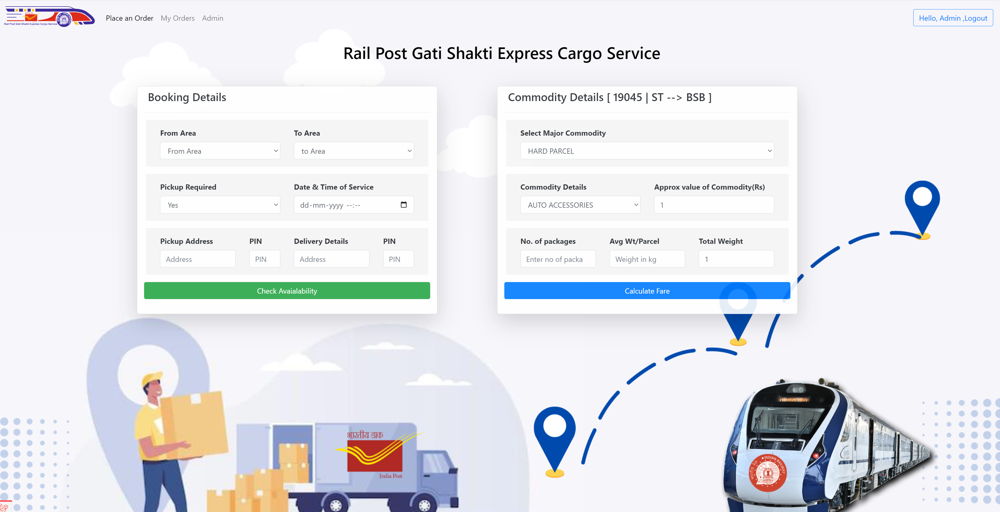 Rail Post Gati Shakti Express Cargo Service
Place an Order
My Orders
Admin
Hello, Admin ,Logout
Rail Post Gati Shakti Express Cargo Service
Booking Details
From Area
To Area
From Area
to Area
Pickup Required
Date & Time of Service
Yes
dd-mm-yyyy --:--
Pickup Address
PIN
Delivery Details
PIN
Address
PIN
Address
PIN
Check Avaialability
Commodity Details [ 19045 | ST --> BSB ]
Select Major Commodity
HARD PARCEL
Commodity Details
Approx value of Commodity(Rs)
AUTO ACCESSORIES
1
No. of packages
Avg Wt/Parcel
Total Weight
Enter no of packa
Weight in kg
1
Calculate Fare
भारतीय डाक
India Post
INDIAN RAILWAY
भारतीय रेल